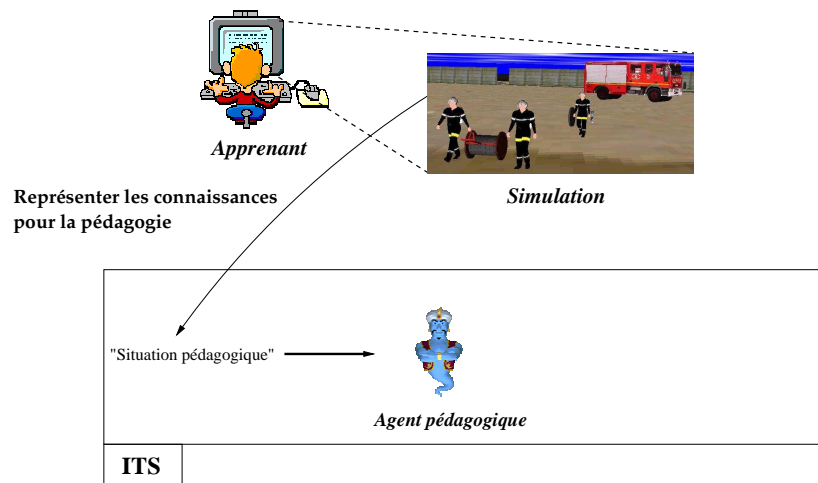 Apprenant
Simulation
Représenter les connaissances
pour la pédagogie
"Situation pédagogique"
Agent pédagogique
ITS